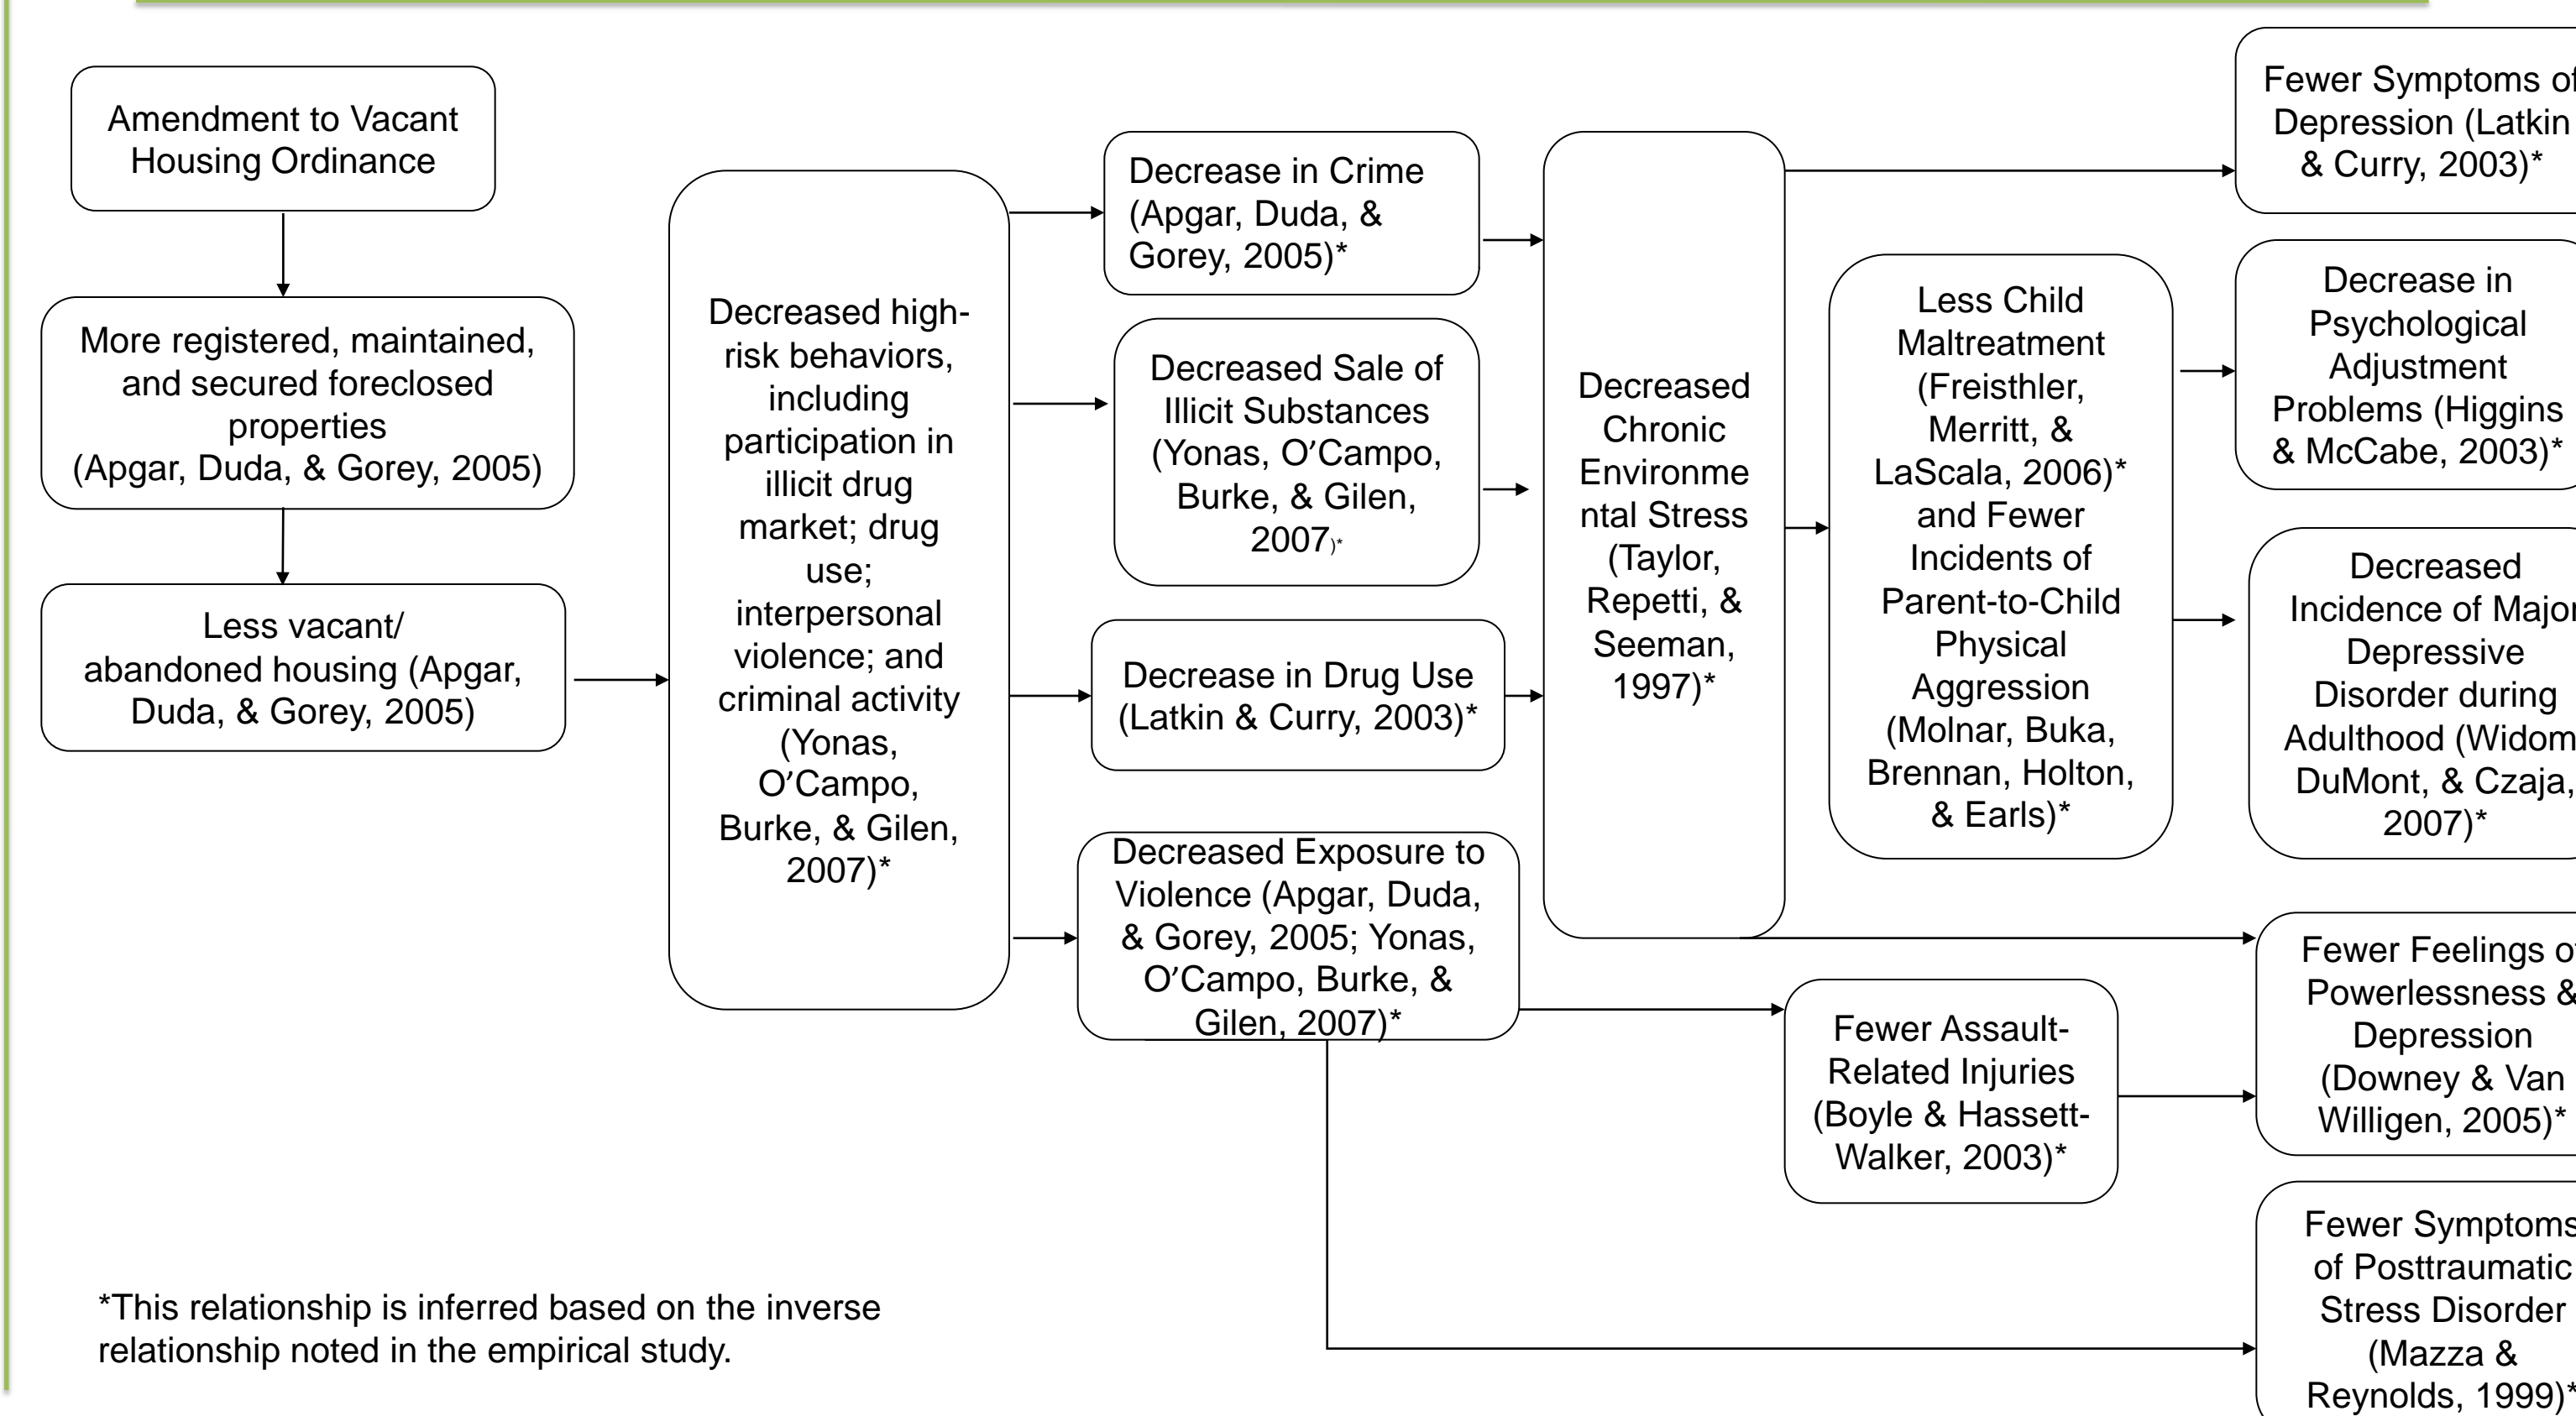 Amendment to Vacant
Housing Ordinance
More registered, maintained,
and secured foreclosed
properties
(Apgar, Duda, & Gorey, 2005)
Less vacant/
abandoned housing (Apgar,
Duda, & Gorey, 2005)
Decreased high-
risk behaviors,
including
participation in
illicit drug
market; drug
use;
interpersonal
violence; and
criminal activity
(Yonas,
O’Campo,
Burke, & Gilen,
2007)*
Decrease in Crime
(Apgar, Duda, &
Gorey, 2005)*
Decreased Sale of
Illicit Substances
(Yonas, O’Campo,
Burke, & Gilen,
2007)*
Decrease in Drug Use
(Latkin & Curry, 2003)*
Decreased Exposure to
Violence (Apgar, Duda,
& Gorey, 2005; Yonas,
O’Campo, Burke, &
Gilen, 2007)*
Decreased
Chronic
Environme
ntal Stress
(Taylor,
Repetti, &
Seeman,
1997)*
Less Child
Maltreatment
(Freisthler,
Merritt, &
LaScala, 2006)*
and Fewer
Incidents of
Parent-to-Child
Physical
Aggression
(Molnar, Buka,
Brennan, Holton,
& Earls)*
Fewer Assault-
Related Injuries
(Boyle & Hassett-
Walker, 2003)*
Fewer Symptoms of
Depression (Latkin
& Curry, 2003)*
Decrease in
Psychological
Adjustment
Problems (Higgins
& McCabe, 2003)*
Decreased
Incidence of Major
Depressive
Disorder during
Adulthood (Widom
DuMont, & Czaja,
2007)*
Fewer Feelings of
Powerlessness &
Depression
(Downey & Van
Willigen, 2005)*
Fewer Symptoms
of Posttraumatic
Stress Disorder
(Mazza &
Reynolds, 1999)*
*This relationship is inferred based on the inverse
relationship noted in the empirical study.